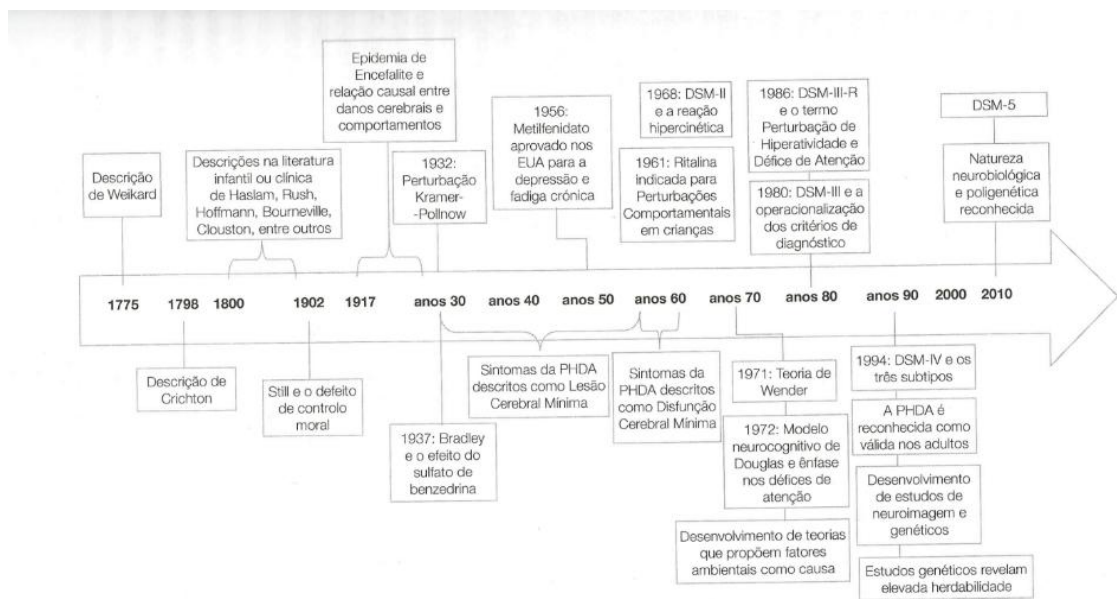 Epidemia de
Encefalite e
relação causal entre
danos cerebrais e
comportamentos
1956:
Metilfenidato
aprovado nos
EUA para a
depressão e
fadiga crónica
1968: DSM-II
e a reação
hipercinética
1986: DSM-III-R
e o termo
Perturbação de
Hiperatividade e
Défice de Atenção
DSM-5
Descrição
de Weikard
Descrições na literatura
infantil ou clínica
de Haslam, Rush,
Hoffmann, Bourneville,
Clouston, entre outros
1932:
Perturbação
Kramer-
-Pollnow
1961: Ritalina
indicada para
Perturbações
Comportamentais
em crianças
1980: DSM-III e a
operacionalização
dos critérios de
diagnóstico
Natureza
neurobiológica
e poligenética
reconhecida
1775 1798 1800 1902 1917 anos 30 anos 40 anos 50 anos 60 anos 70 anos 80 anos 90 2000 2010
Descrição de
Crichton
Still e o defeito
de controlo
moral
1937: Bradley
e o efeito do
sulfato de
benzedrina
Sintomas da PHDA
descritos como Lesão
Cerebral Mínima
Sintomas da
PHDA descritos
como Disfunção
Cerebral Mínima
1971: Teoria de
Wender
1972: Modelo
neurocognitivo de
Douglas e ênfase
nos défices de
atenção
Desenvolvimento de teorias
que propõem fatores
ambientais como causa
1994: DSM-IV e os
três subtipos
A PHDA é
reconhecida como
válida nos adultos
Desenvolvimento
de estudos de
neuroimagem e
genéticos
Estudos genéticos revelam
elevada herdabilidade